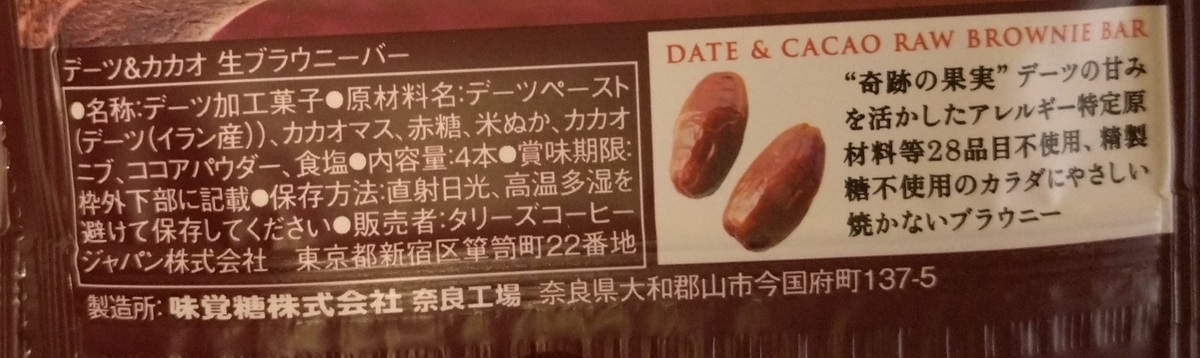 デーツ&カカオ 生ブラウニーバー
●名称:デーツ加工菓子●原材料名:デーツペースト
(デーツ(イラン産))、カカオマス、赤糖、米ぬか、カカオ
ニブ、ココアパウダー、食塩●内容量:4本●賞味期限:
枠外下部に記載●保存方法:直射日光、高温多湿を
避けて保存してください●販売者:タリーズコーヒー
ジャパン株式会社 東京都新宿区箪笥町22番地
製造所: 味覚糖株式会社 奈良工場 奈良県大和郡山市今国府町137-5
DATE & CACAO RAW BROWNIE BAR
“奇跡の果実” デーツの甘み
を活かしたアレルギー特定原
材料等28品目不使用、精製
糖不使用のカラダにやさしい
焼かないブラウニー